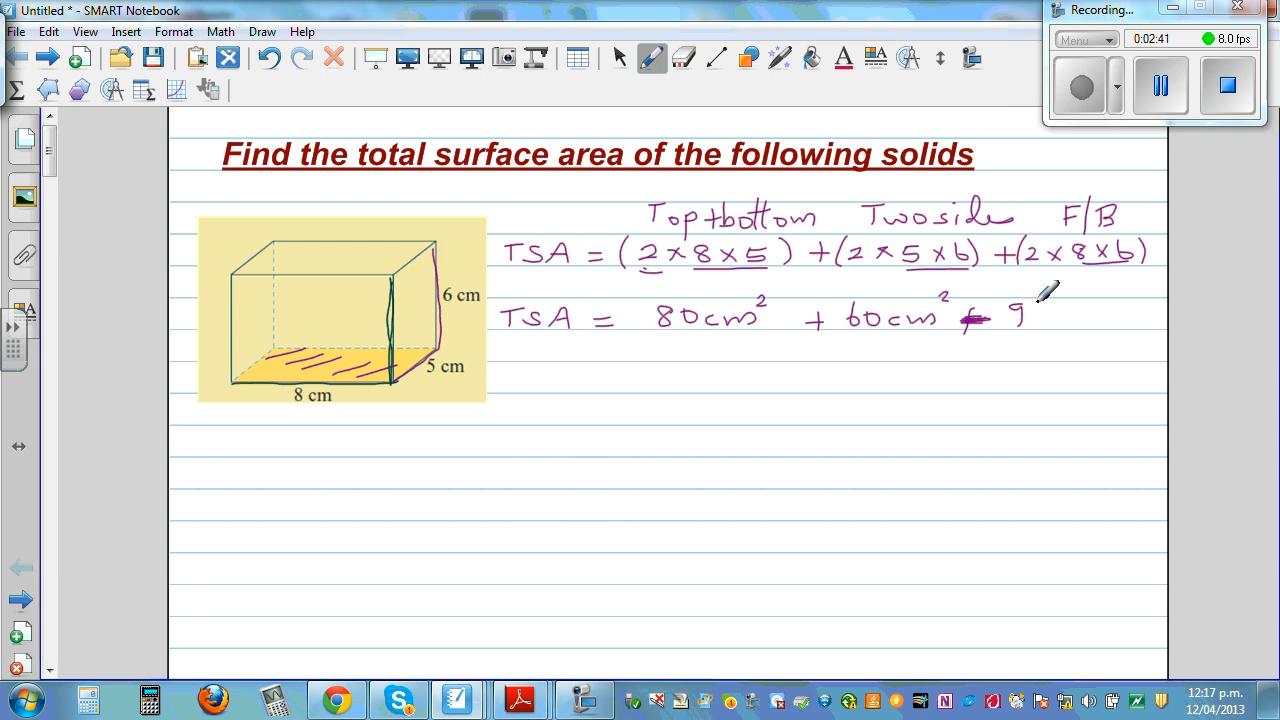 Untitled * - SMART Notebook
Recording...
File Edit View Insert Format Math Draw Help
Menu
0:02:41
8.0 fps
Find the total surface area of the following solids
Top+bottom Two side F/B
TSA = (2 × 8 × 5) + (2 × 5 × 6) + (2 × 8 × 6)
6 cm
TSA = 80cm² + 60cm² + 9
5 cm
8 cm
12:17 p.m.
12/04/2013